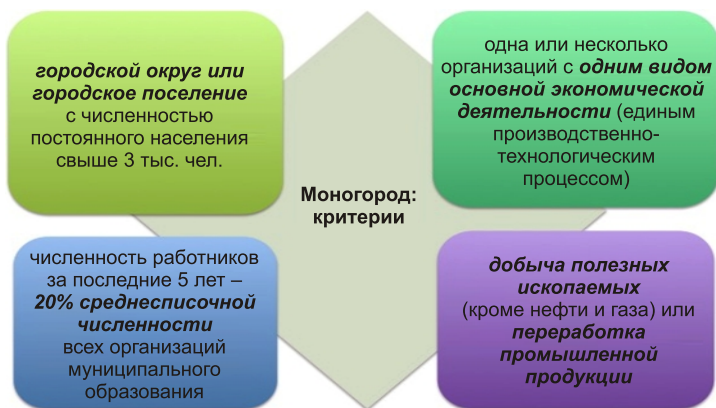 городской округ или
городское поселение
с численностью
постоянного населения
свыше 3 тыс. чел.
одна или несколько
организаций с одним видом
основной экономической
деятельности (единым
производственно-
технологическим
процессом)
Моногород:
критерии
численность работников
за последние 5 лет –
20% среднесписочной
численности
всех организаций
муниципального
образования
добыча полезных
ископаемых
(кроме нефти и газа) или
переработка
промышленной
продукции